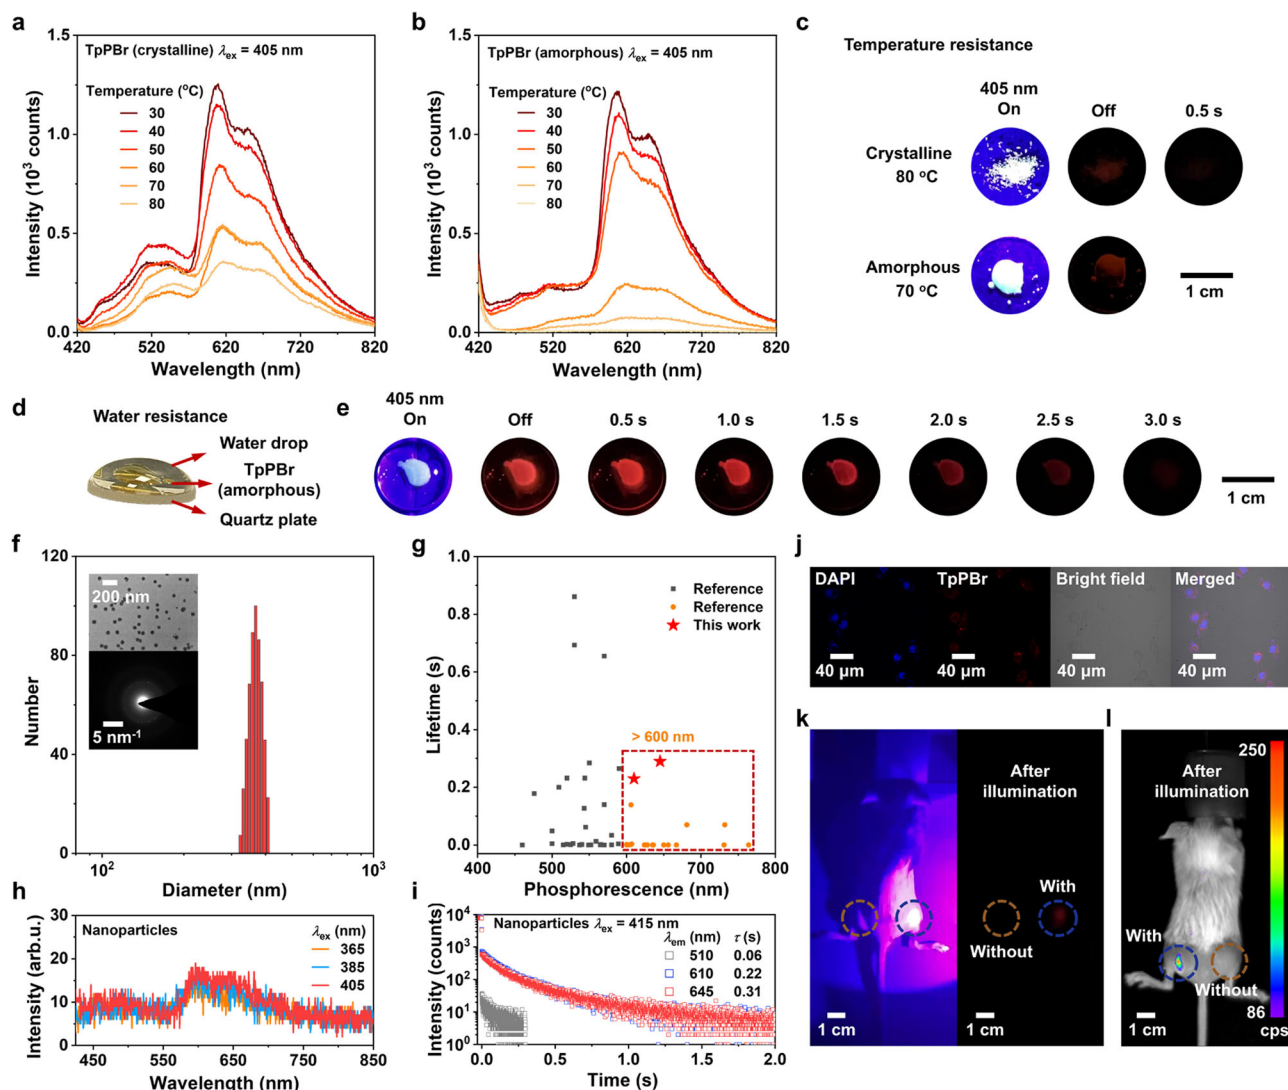 a
TpPBr (crystalline) λex = 405 nm
Temperature (°C)
30
40
50
60
70
80
Intensity (10³ counts)
1.5
1.0
0.5
0.0
420 520 620 720 820
Wavelength (nm)
b
TpPBr (amorphous) λex = 405 nm
Temperature (°C)
30
40
50
60
70
80
Intensity (10³ counts)
1.5
1.0
0.5
0.0
420 520 620 720 820
Wavelength (nm)
c
Temperature resistance
405 nm
On
Off
0.5 s
Crystalline
80 °C
Amorphous
70 °C
1 cm
d
Water resistance
Water drop
TpPBr
(amorphous)
Quartz plate
e
405 nm
On
Off
0.5 s
1.0 s
1.5 s
2.0 s
2.5 s
3.0 s
1 cm
f
200 nm
5 nm⁻¹
Number
120
80
40
0
10² 10³
Diameter (nm)
g
Reference
Reference
This work
> 600 nm
Lifetime (s)
1.0
0.8
0.6
0.4
0.2
0.0
400 500 600 700 800
Phosphorescence (nm)
h
Nanoparticles
λex (nm)
365
385
405
Intensity (arb.u.)
30
20
10
0
450 550 650 750 850
Wavelength (nm)
i
Nanoparticles λex = 415 nm
λem (nm) τ (s)
510 0.06
610 0.22
645 0.31
Intensity (counts)
10⁴
10³
10²
10¹
10⁰
0.0 0.5 1.0 1.5 2.0
Time (s)
j
DAPI
TpPBr
Bright field
Merged
40 μm
40 μm
40 μm
40 μm
k
After
illumination
With
Without
1 cm
1 cm
l
After
illumination
With
Without
1 cm
250
86
cps